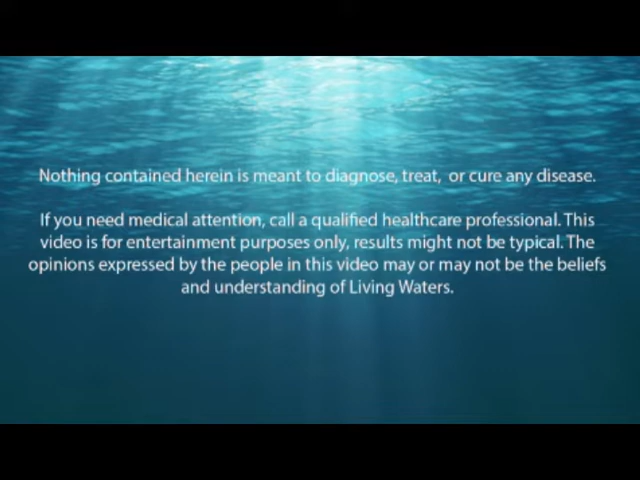 Nothing contained herein is meant to diagnose, treat,  or cure any disease.
If you need medical attention, call a qualified healthcare professional. This
video is for entertainment purposes only, results might not be typical. The
opinions expressed by the people in this video may or may not be the beliefs
and understanding of Living Waters.